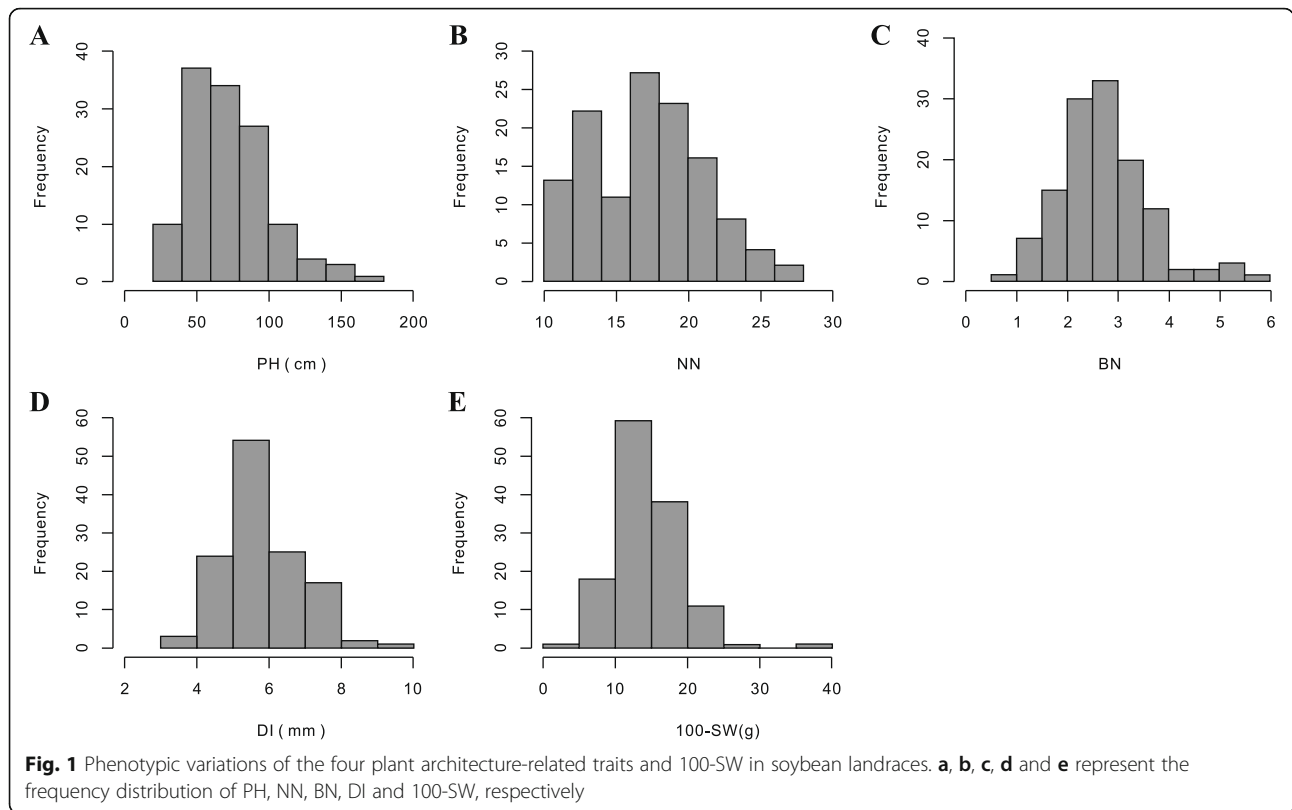 A
Frequency
0 10 20 30 40
0 50 100 150 200
PH ( cm )
B
Frequency
0 5 10 15 20 25 30
10 15 20 25 30
NN
C
Frequency
0 10 20 30 40
0 1 2 3 4 5 6
BN
D
Frequency
0 10 20 30 40 50 60
2 4 6 8 10
DI ( mm )
E
Frequency
0 10 20 30 40 50 60
0 10 20 30 40
100-SW(g)
Fig. 1 Phenotypic variations of the four plant architecture-related traits and 100-SW in soybean landraces. a, b, c, d and e represent the
frequency distribution of PH, NN, BN, DI and 100-SW, respectively